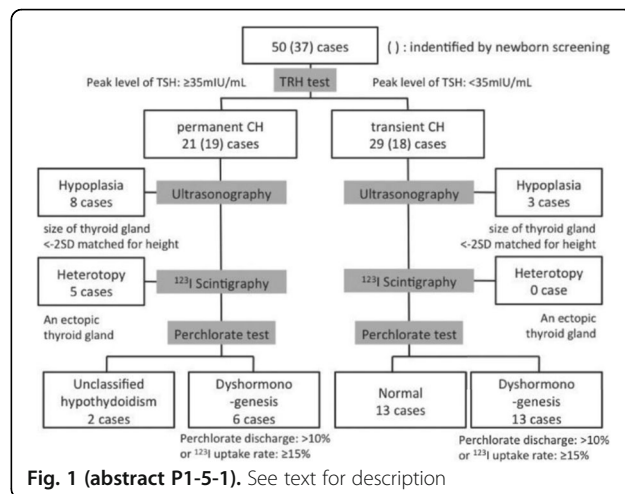 50 (37) cases
( ) : indentified by newborn screening
Peak level of TSH: ≥35mIU/mL
TRH test
Peak level of TSH: <35mIU/mL
permanent CH
21 (19) cases
transient CH
29 (18) cases
Hypoplasia
8 cases
Ultrasonography
size of thyroid gland
<-2SD matched for height
Ultrasonography
Hypoplasia
3 cases
size of thyroid gland
<-2SD matched for height
Heterotopy
5 cases
¹²³I Scintigraphy
An ectopic
thyroid gland
¹²³I Scintigraphy
Heterotopy
0 case
An ectopic
thyroid gland
Perchlorate test
Perchlorate test
Unclassified
hypothydoidism
2 cases
Dyshormono
-genesis
6 cases
Perchlorate discharge: >10%
or ¹²³I uptake rate: ≥15%
Normal
13 cases
Dyshormono
-genesis
13 cases
Perchlorate discharge: >10%
or ¹²³I uptake rate: ≥15%
Fig. 1 (abstract P1-5-1). See text for description